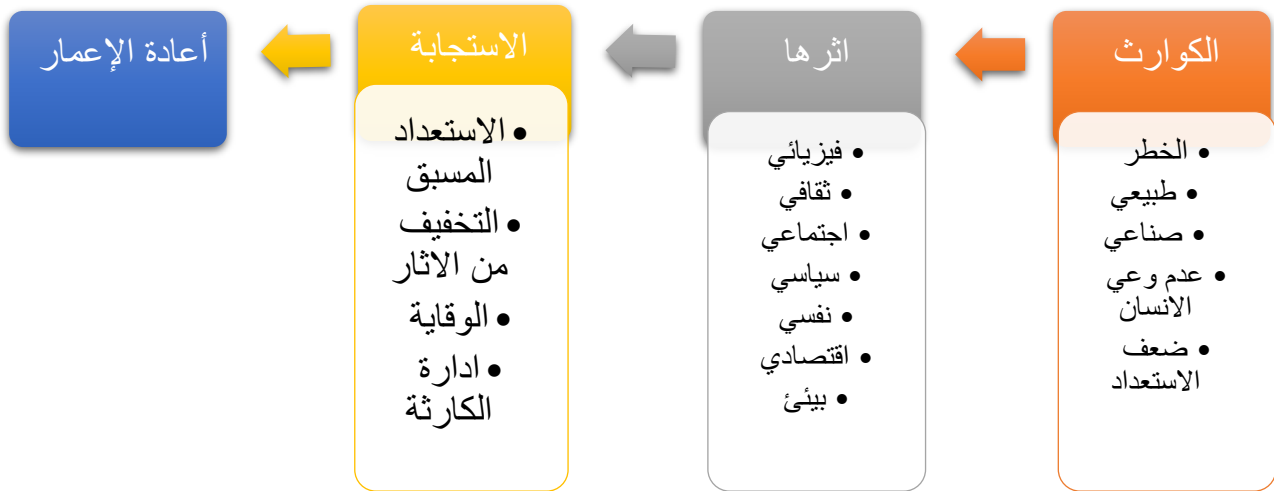 الكوارث
• الخطر
• طبيعي
• صناعي
• عدم وعي
الانسان
• ضعف
الاستعداد
اثرها
• فيزيائي
• ثقافي
• اجتماعي
• سياسي
• نفسي
• اقتصادي
• بيئئ
الاستجابة
• الاستعداد
المسبق
• التخفيف
من الاثار
• الوقاية
• ادارة
الكارثة
أعادة الإعمار